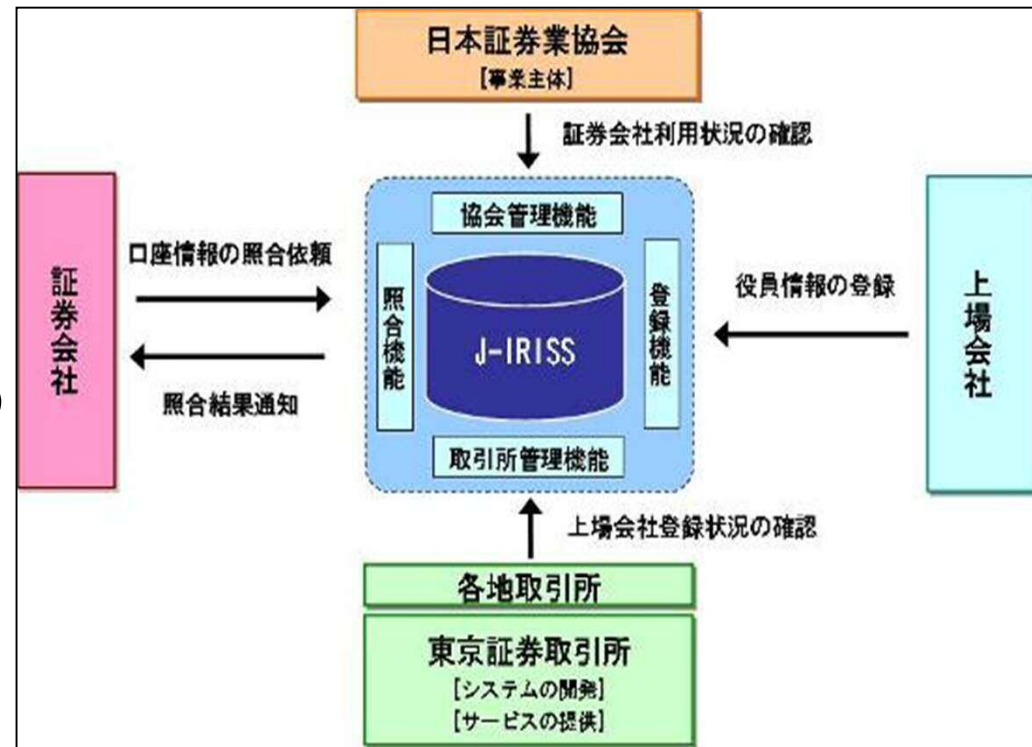 日本証券業協会
[事業主体]
証券会社利用状況の確認
協会管理機能
証券会社
口座情報の照合依頼
照合結果通知
照合機能
J-IRISS
登録機能
役員情報の登録
上場会社
取引所管理機能
上場会社登録状況の確認
各地取引所
東京証券取引所
[システムの開発]
[サービスの提供]
)